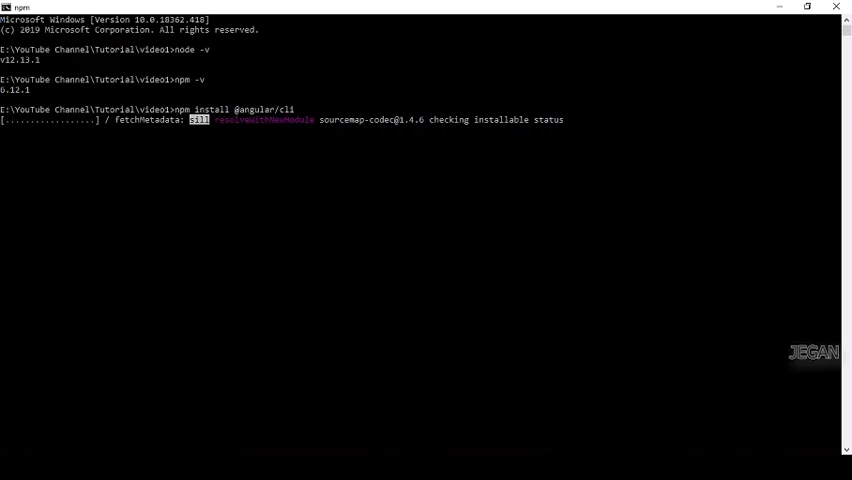 npm
Microsoft Windows [Version 10.0.18362.418]
(c) 2019 Microsoft Corporation. All rights reserved.
E:\YouTube Channel\Tutorial\video1>node -v
v12.13.1
E:\YouTube Channel\Tutorial\video1>npm -v
6.12.1
E:\YouTube Channel\Tutorial\video1>npm install @angular/cli
[..................] / fetchMetadata: sill resolveWithNewModule sourcemap-codec@1.4.6 checking installable status
JEGAN